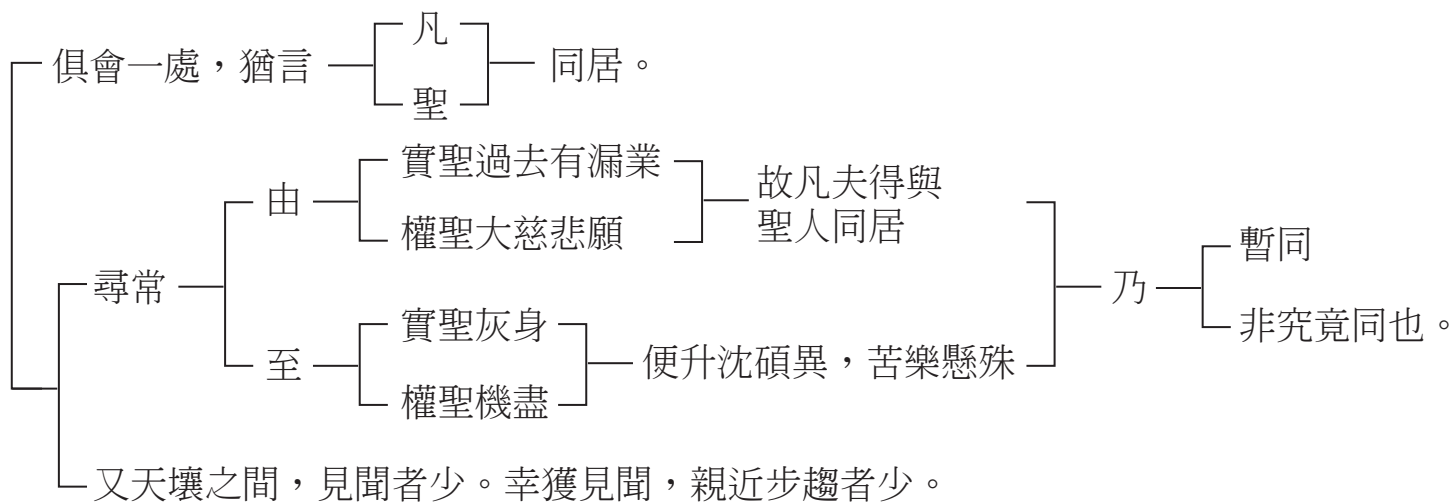 俱會一處，猶言
凡
聖
同居。
尋常
由
實聖過去有漏業
權聖大慈悲願
故凡夫得與
聖人同居
至
實聖灰身
權聖機盡
便升沈碩異，苦樂懸殊
乃
暫同
非究竟同也。
又天壤之間，見聞者少。幸獲見聞，親近步趨者少。